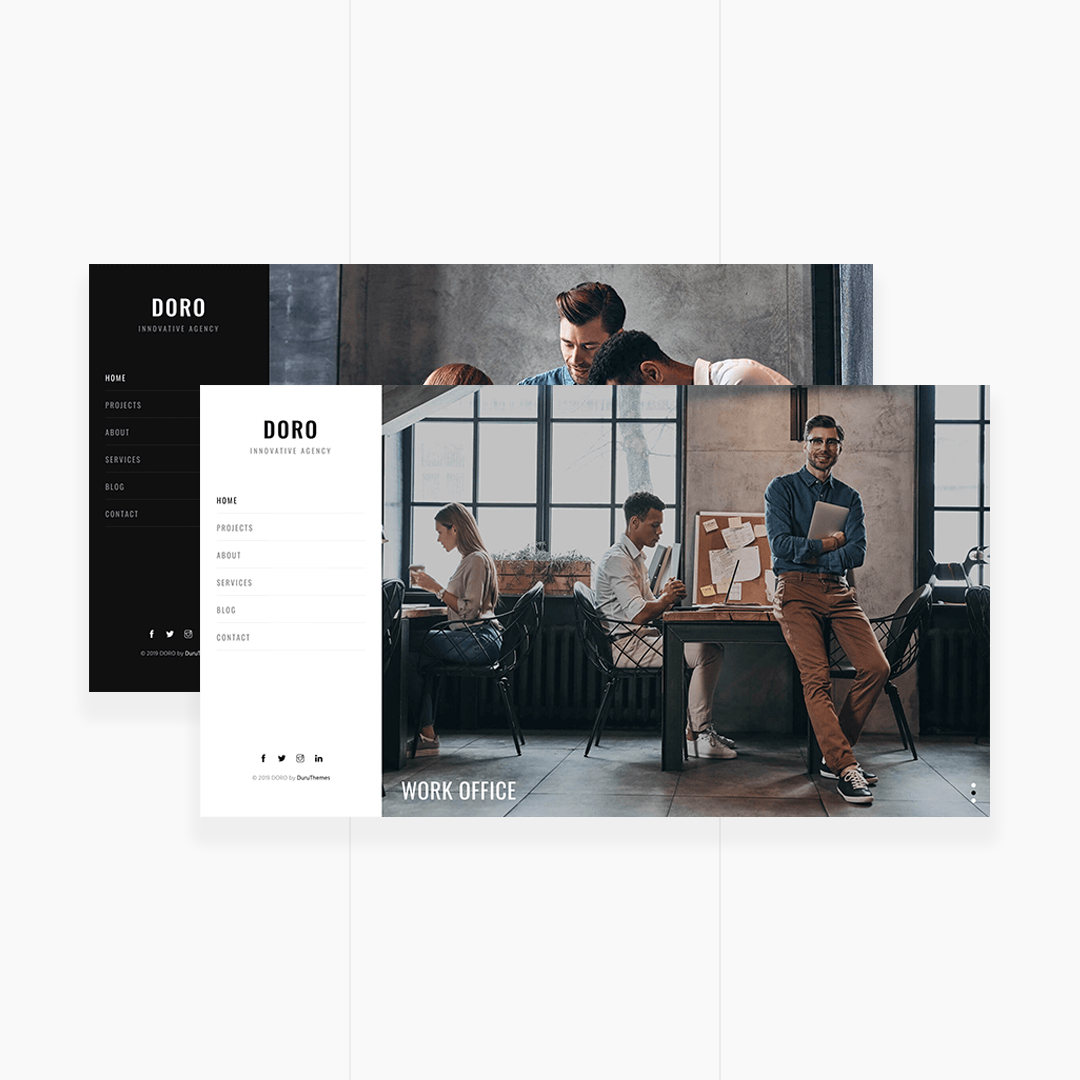 DORO
INNOVATIVE AGENCY
HOME
PROJECTS
ABOUT
SERVICES
BLOG
CONTACT
© 2019 DORO by DuruT
DORO
INNOVATIVE AGENCY
HOME
PROJECTS
ABOUT
SERVICES
BLOG
CONTACT
© 2019 DORO by DuruThemes
WORK OFFICE